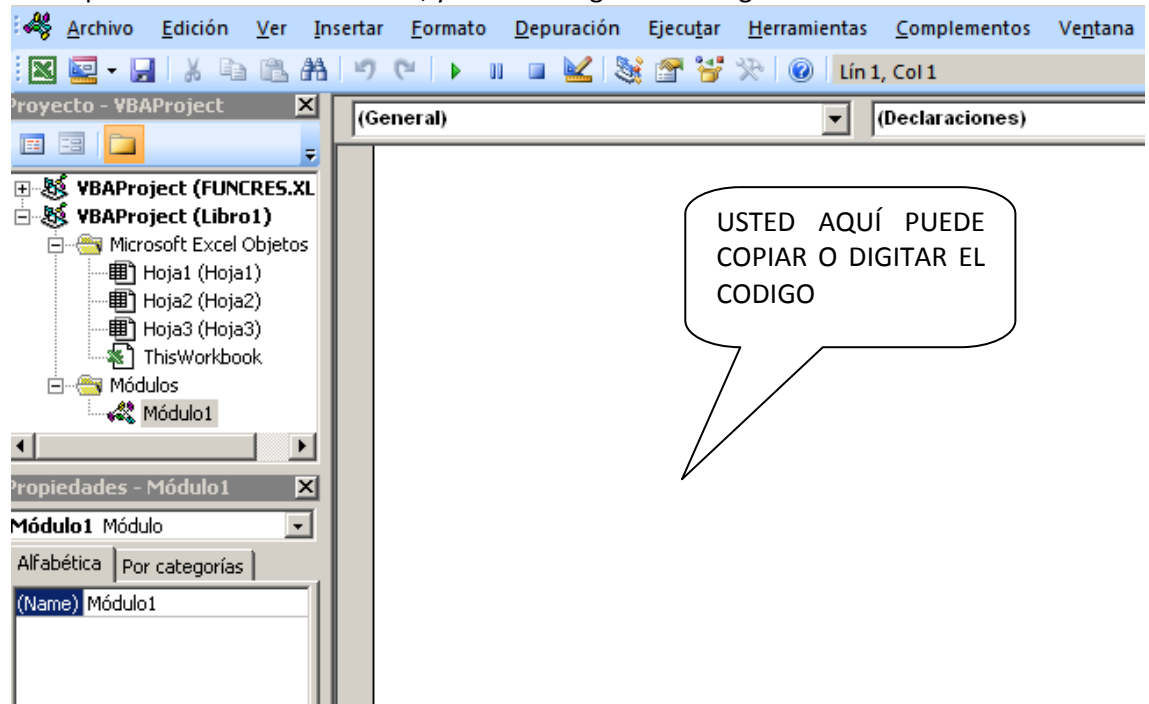 Archivo Edición Ver Insertar Formato Depuración Ejecutar Herramientas Complementos Ventana
Lín 1, Col 1
Proyecto - VBAProject
(General) (Declaraciones)
VBAProject (FUNCRES.XL
VBAProject (Libro1)
Microsoft Excel Objetos
Hoja1 (Hoja1)
Hoja2 (Hoja2)
Hoja3 (Hoja3)
ThisWorkbook
Módulos
Módulo1
USTED AQUÍ PUEDE
COPIAR O DIGITAR EL
CODIGO
Propiedades - Módulo1
Módulo1 Módulo
Alfabética Por categorías
(Name) Módulo1